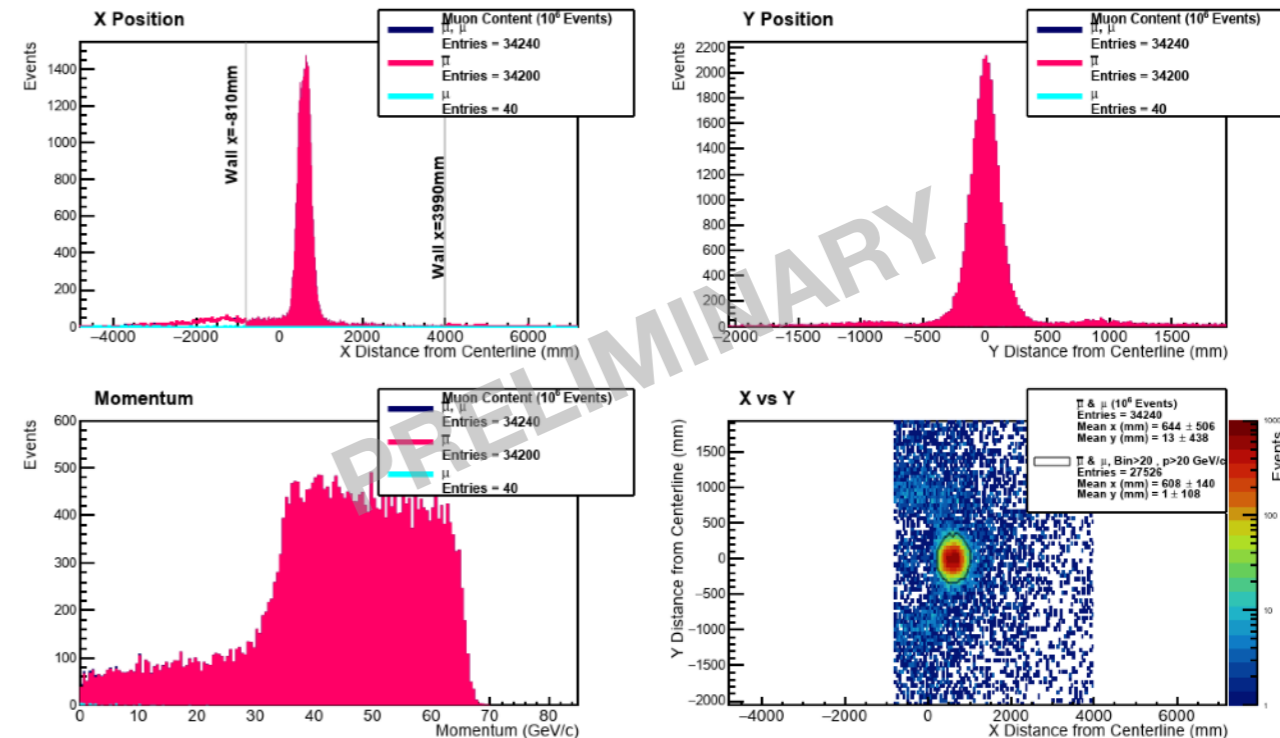 X Position
Muon Content (10⁶ Events)
μ̅, μ
Entries = 34240
μ̅
Entries = 34200
μ
Entries = 40
Events
1400
1200
1000
800
600
400
200
0
Wall x=-810mm
Wall x=3990mm
−4000 −2000 0 2000 4000 6000
X Distance from Centerline (mm)
Y Position
Muon Content (10⁶ Events)
μ̅, μ
Entries = 34240
μ̅
Entries = 34200
μ
Entries = 40
Events
2200
2000
1800
1600
1400
1200
1000
800
600
400
200
0
−2000 −1500 −1000 −500 0 500 1000 1500
Y Distance from Centerline (mm)
PRELIMINARY
Momentum
Muon Content (10⁶ Events)
μ̅, μ
Entries = 34240
μ̅
Entries = 34200
μ
Entries = 40
Events
600
500
400
300
200
100
0
0 10 20 30 40 50 60 70 80
Momentum (GeV/c)
X vs Y
μ̅ & μ (10⁶ Events)
Entries = 34240
Mean x (mm) = 644 ± 506
Mean y (mm) = 13 ± 438
μ̅ & μ, Bin>20 , p>20 GeV/c
Entries = 27526
Mean x (mm) = 608 ± 140
Mean y (mm) = 1 ± 108
Y Distance from Centerline (mm)
1500
1000
500
0
−500
−1000
−1500
−2000
−4000 −2000 0 2000 4000 6000
X Distance from Centerline (mm)
1000
100
10
1
Events